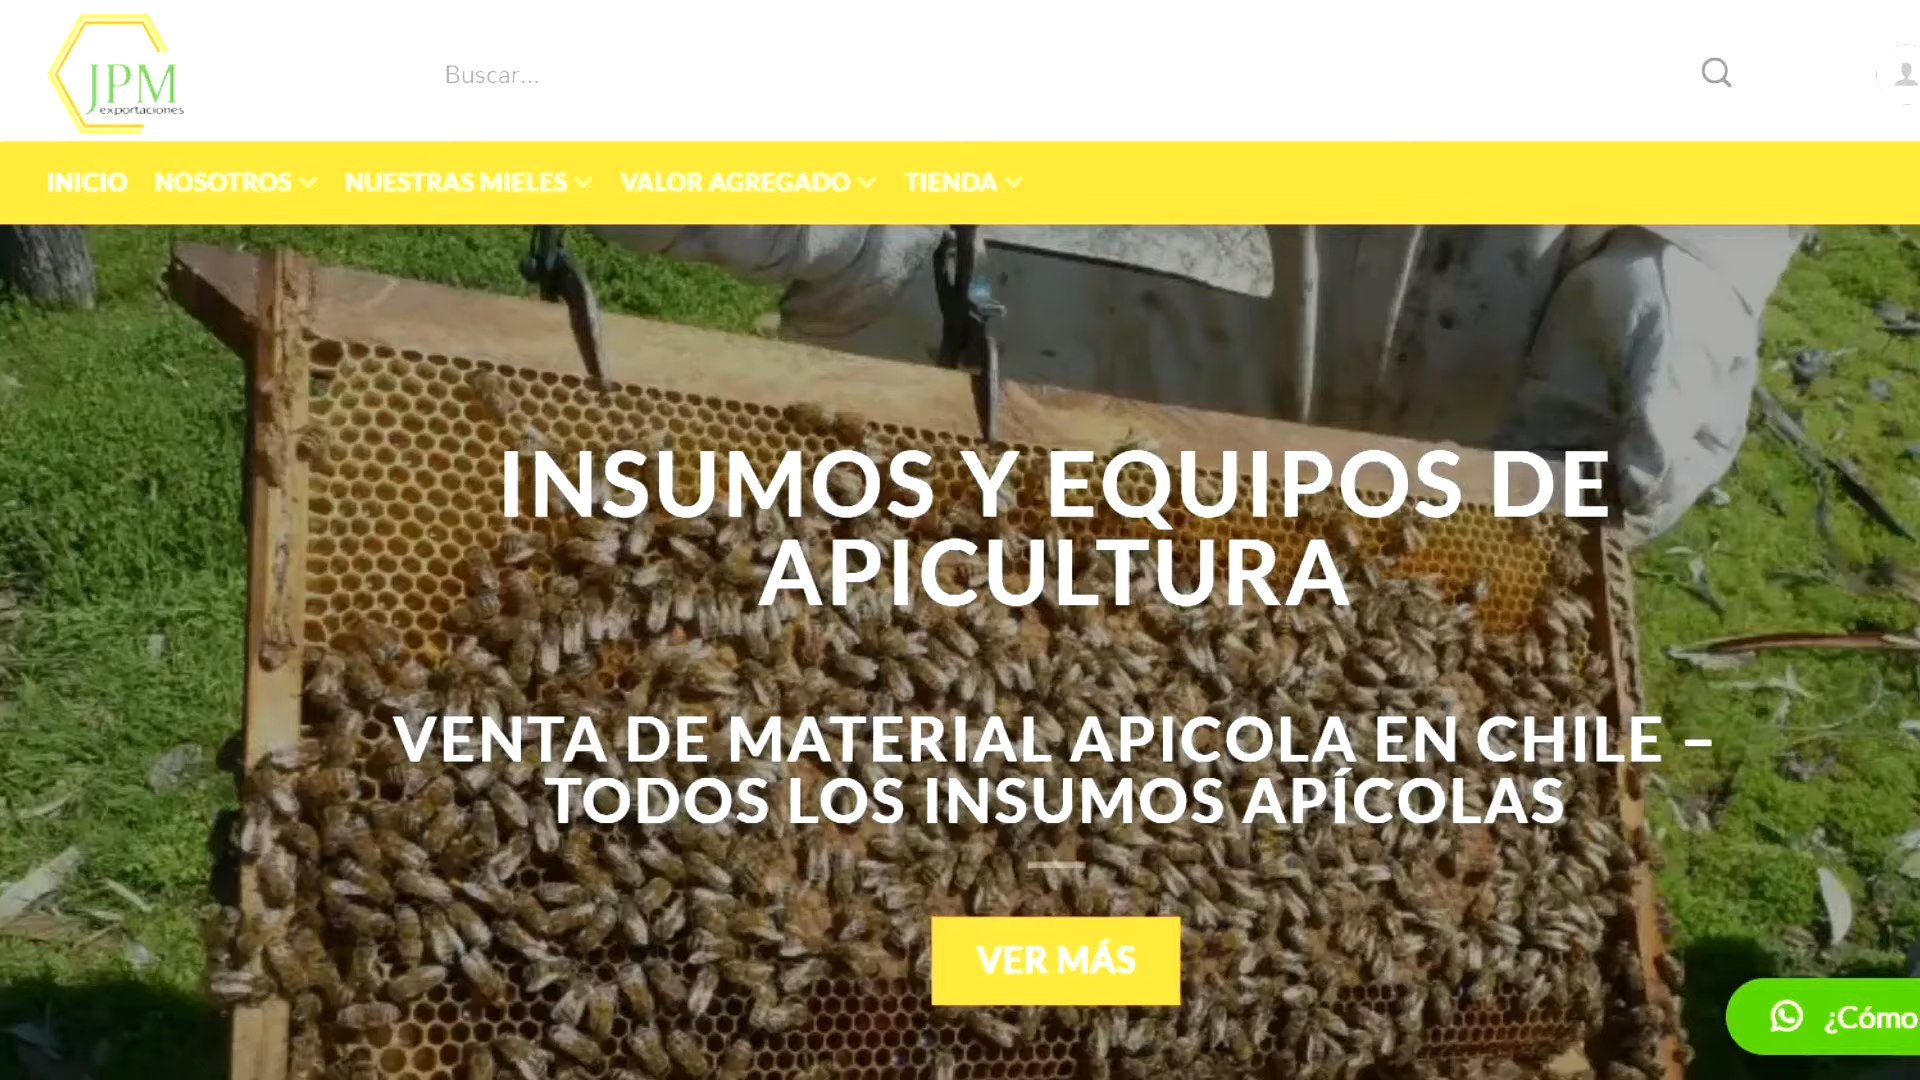 JPM
exportaciones
Buscar...
INICIO NOSOTROS NUESTRAS MIELES VALOR AGREGADO TIENDA
INSUMOS Y EQUIPOS DE
APICULTURA
VENTA DE MATERIAL APICOLA EN CHILE –
TODOS LOS INSUMOS APÍCOLAS
VER MÁS
¿Cómo